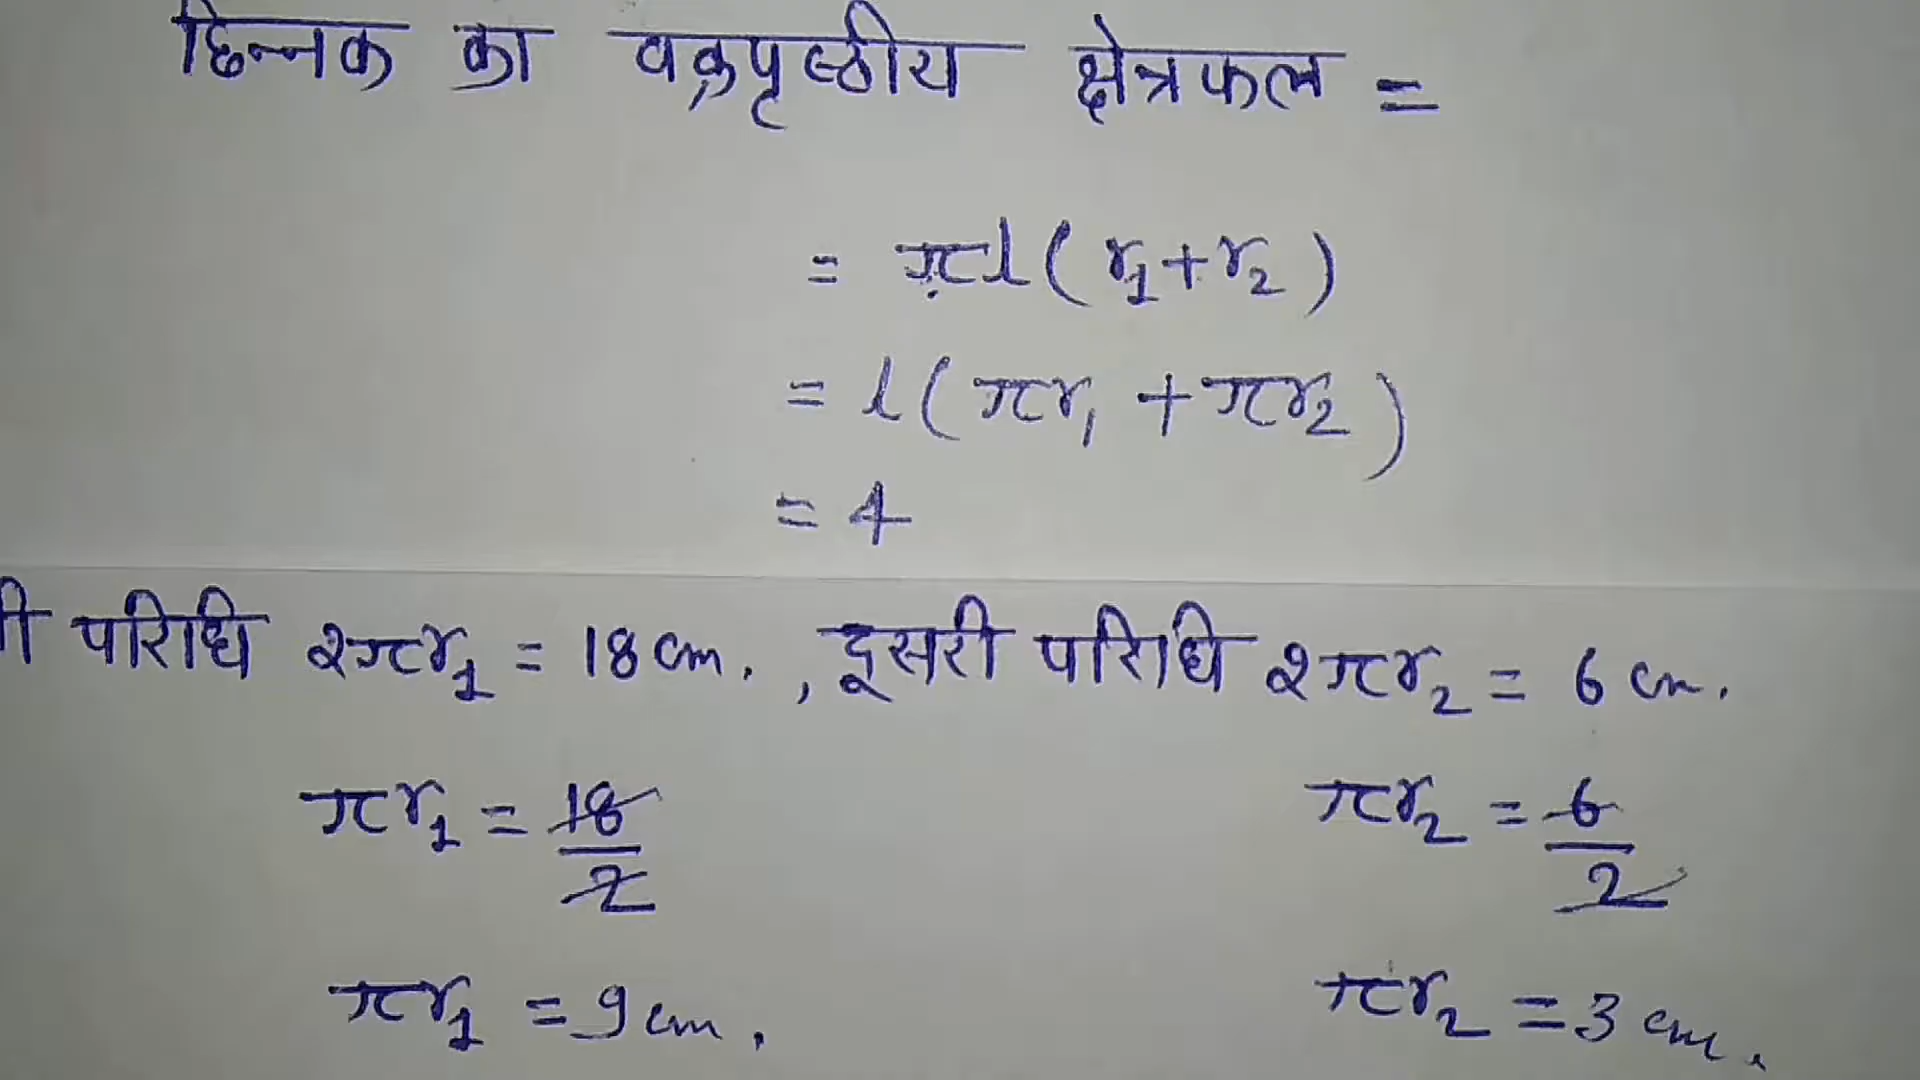 छिन्नक का वक्रपृष्ठीय क्षेत्रफल =
= πl(r₁+r₂)
= l(πr₁ + πr₂)
= 4
परिधि 2πr₁ = 18 cm. , दूसरी परिधि 2πr₂ = 6 cm.
πr₁ = 18/2 πr₂ = 6/2
πr₁ = 9 cm. πr₂ = 3 cm.